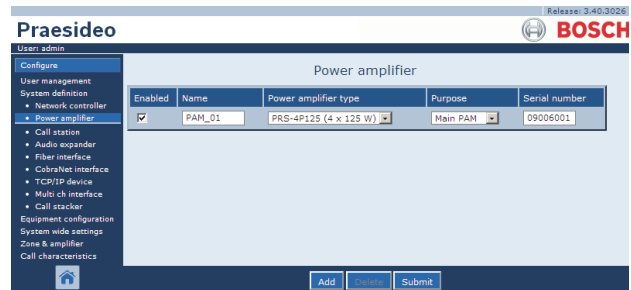 Release: 3.40.3026
Praesideo
BOSCH
User: admin
Configure
User management
System definition
• Network controller
• Power amplifier
• Call station
• Audio expander
• Fiber interface
• CobraNet interface
• TCP/IP device
• Multi ch interface
• Call stacker
Equipment configuration
System wide settings
Zone & amplifier
Call characteristics
Power amplifier
Enabled Name Power amplifier type Purpose Serial number
PAM_01 PRS-4P125 (4 x 125 W) Main PAM 09006001
Add Delete Submit